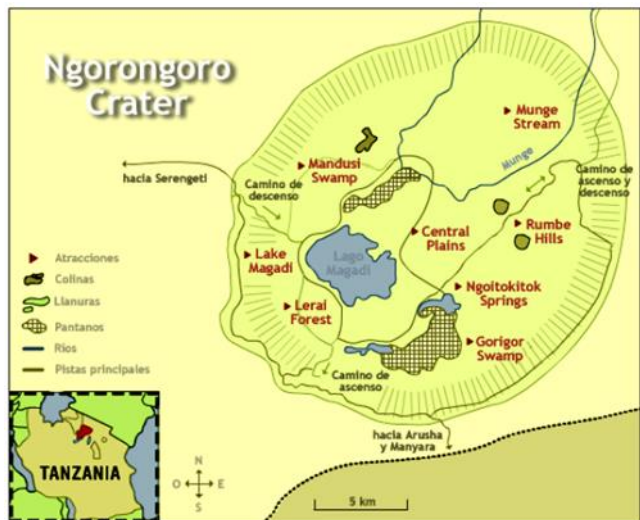 Ngorongoro
Crater
Munge
Stream
Munge
Mandusi
Swamp
hacia Serengeti
Camino de
descenso
Camino de
ascenso y
descenso
Central
Plains
Rumbe
Hills
Lake
Magadi
Lago
Magadi
Ngoitokitok
Springs
Lerai
Forest
Gorigor
Swamp
Camino de
ascenso
hacia Arusha
y Manyara
Atracciones
Colinas
Llanuras
Pantanos
Ríos
Pistas principales
TANZANIA
N
O E
S
5 km